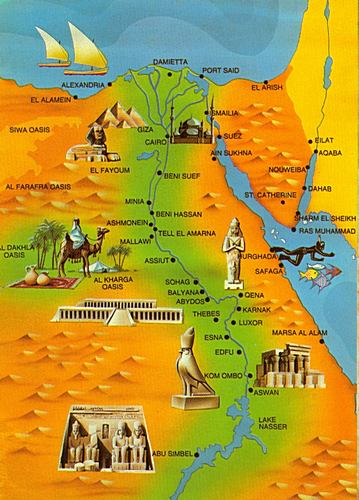 DAMIETTA
PORT SAID
ALEXANDRIA
EL ARISH
EL ALAMEIN
ISMAILIA
SIWA OASIS
GIZA
CAIRO
SUEZ
EILAT
AQABA
AIN SUKHNA
EL FAYOUM
NOUWEIBA
BENI SUEF
AL FARAFRA OASIS
DAHAB
ST. CATHERINE
MINIA
BENI HASSAN
SHARM EL SHEIKH
ASHMONEIN
TELL EL AMARNA
RAS MUHAMMAD
MALLAWI
AL DAKHLA
OASIS
HURGHADA
ASSIUT
SAFAGA
AL KHARGA
OASIS
SOHAG
BALYANA
QENA
ABYDOS
KARNAK
THEBES
LUXOR
MARSA AL ALAM
ESNA
EDFU
KOM OMBO
ASWAN
LAKE
NASSER
ABU SIMBEL